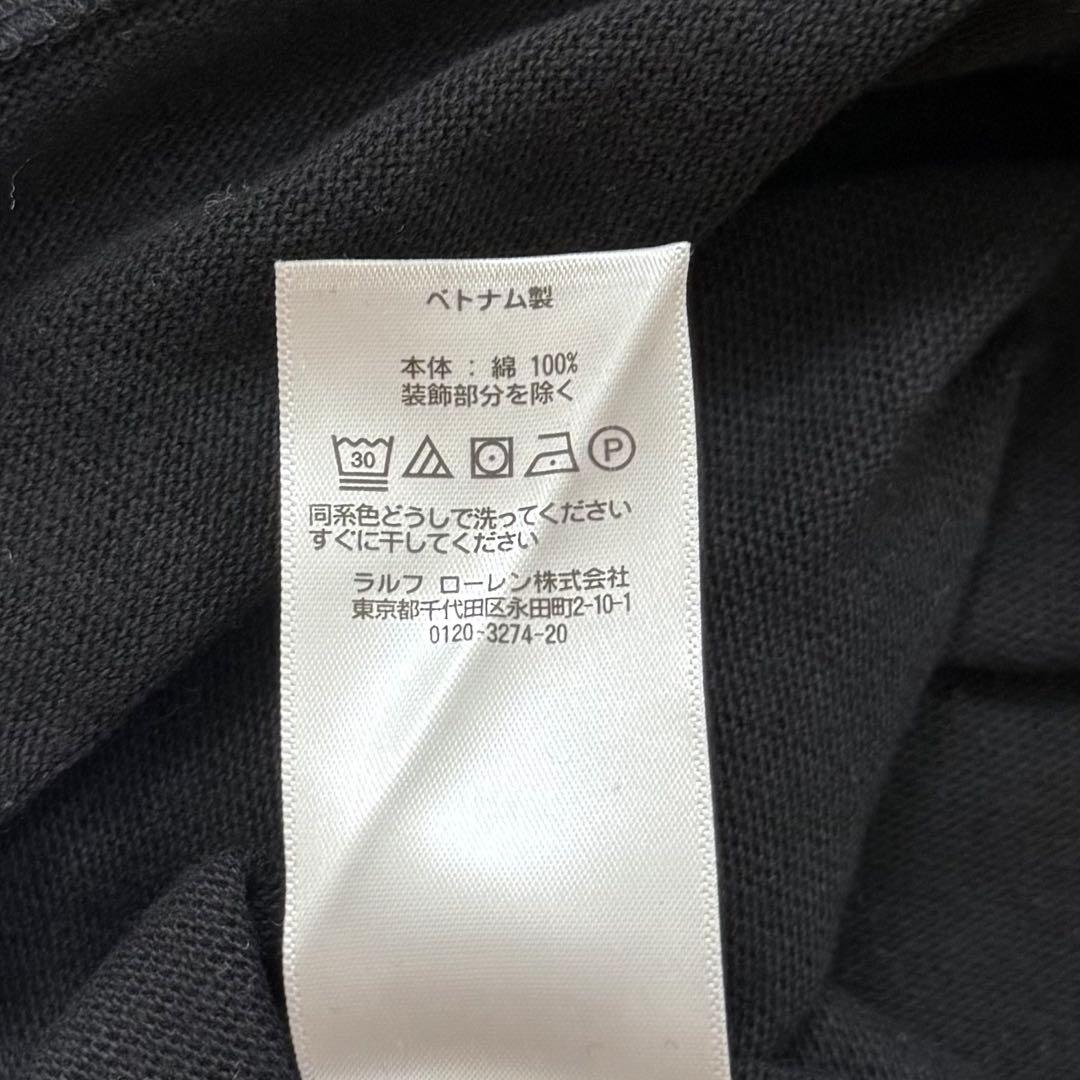 ベトナム製
本体 : 綿 100%
装飾部分を除く
30 P
同系色どうしで洗ってください
すぐに干してください
ラルフ ローレン株式会社
東京都千代田区永田町2-10-1
0120-3274-20